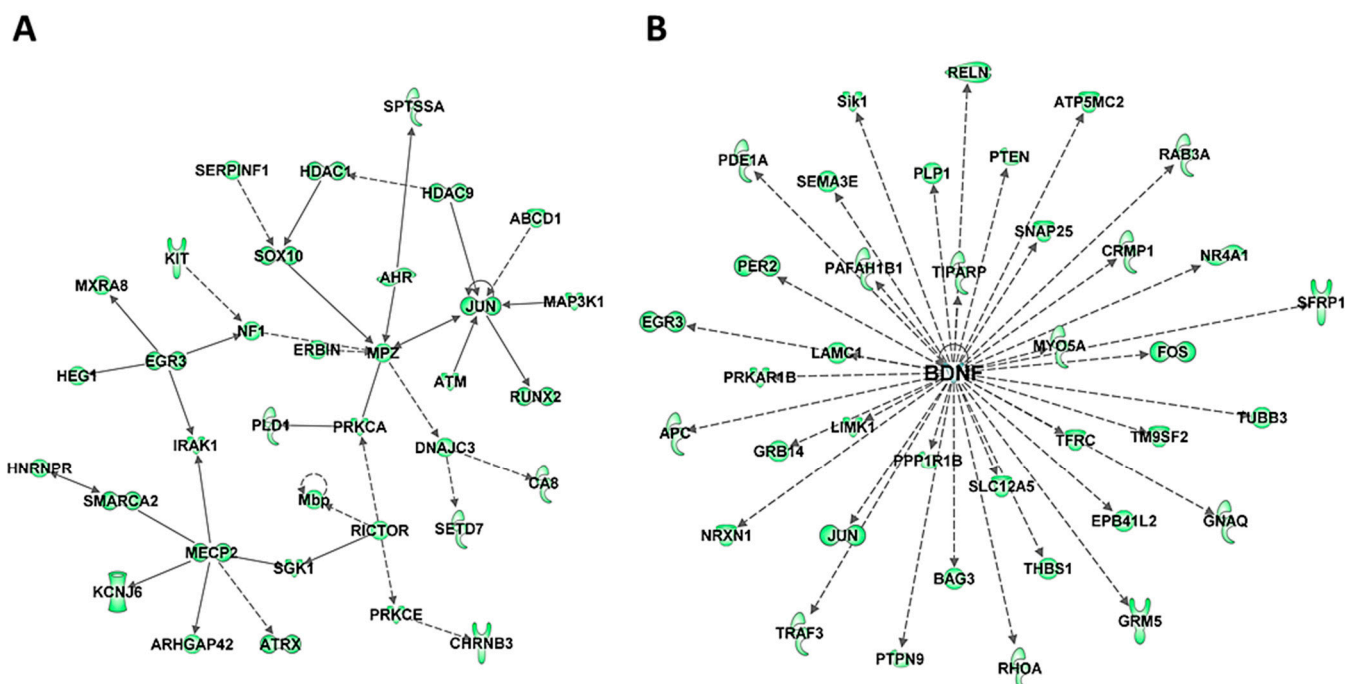 A
SPTSSA
SERPINF1
HDAC1
HDAC9
ABCD1
KIT
SOX10
MXRA8
AHR
JUN
MAP3K1
NF1
ERBIN
MPZ
HEG1
EGR3
ATM
RUNX2
PLD1
PRKCA
IRAK1
DNAJC3
HNRNPR
SMARCA2
Mbp
CA8
RICTOR
SETD7
MECP2
SGK1
KCNJ6
PRKCE
ARHGAP42
ATRX
CHRNB3
B
RELN
Sik1
ATP5MC2
PDE1A
PTEN
RAB3A
SEMA3E
PLP1
SNAP25
CRMP1
NR4A1
PER2
PAFAH1B1
TIPARP
SFRP1
EGR3
LAMC1
MYO5A
FOS
BDNF
PRKAR1B
TUBB3
APC
LIMK1
GRB14
TFRC
TM9SF2
PPP1R1B
SLC12A5
NRXN1
JUN
EPB41L2
GNAQ
BAG3
THBS1
TRAF3
GRM5
PTPN9
RHOA